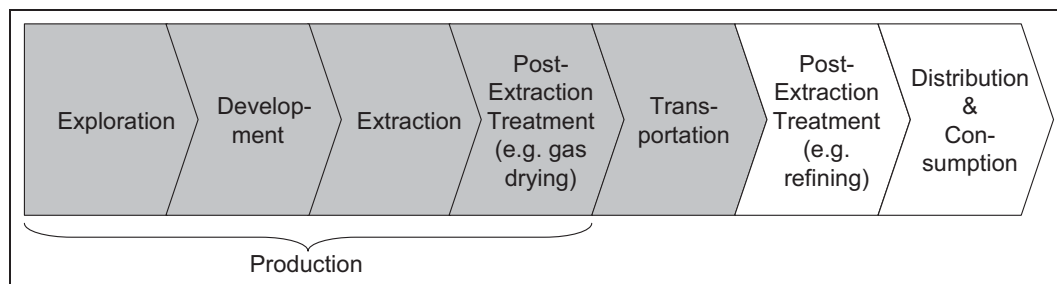 Exploration
Develop-
ment
Extraction
Post-
Extraction
Treatment
(e.g. gas
drying)
Trans-
portation
Post-
Extraction
Treatment
(e.g.
refining)
Distribution
&
Con-
sumption
Production